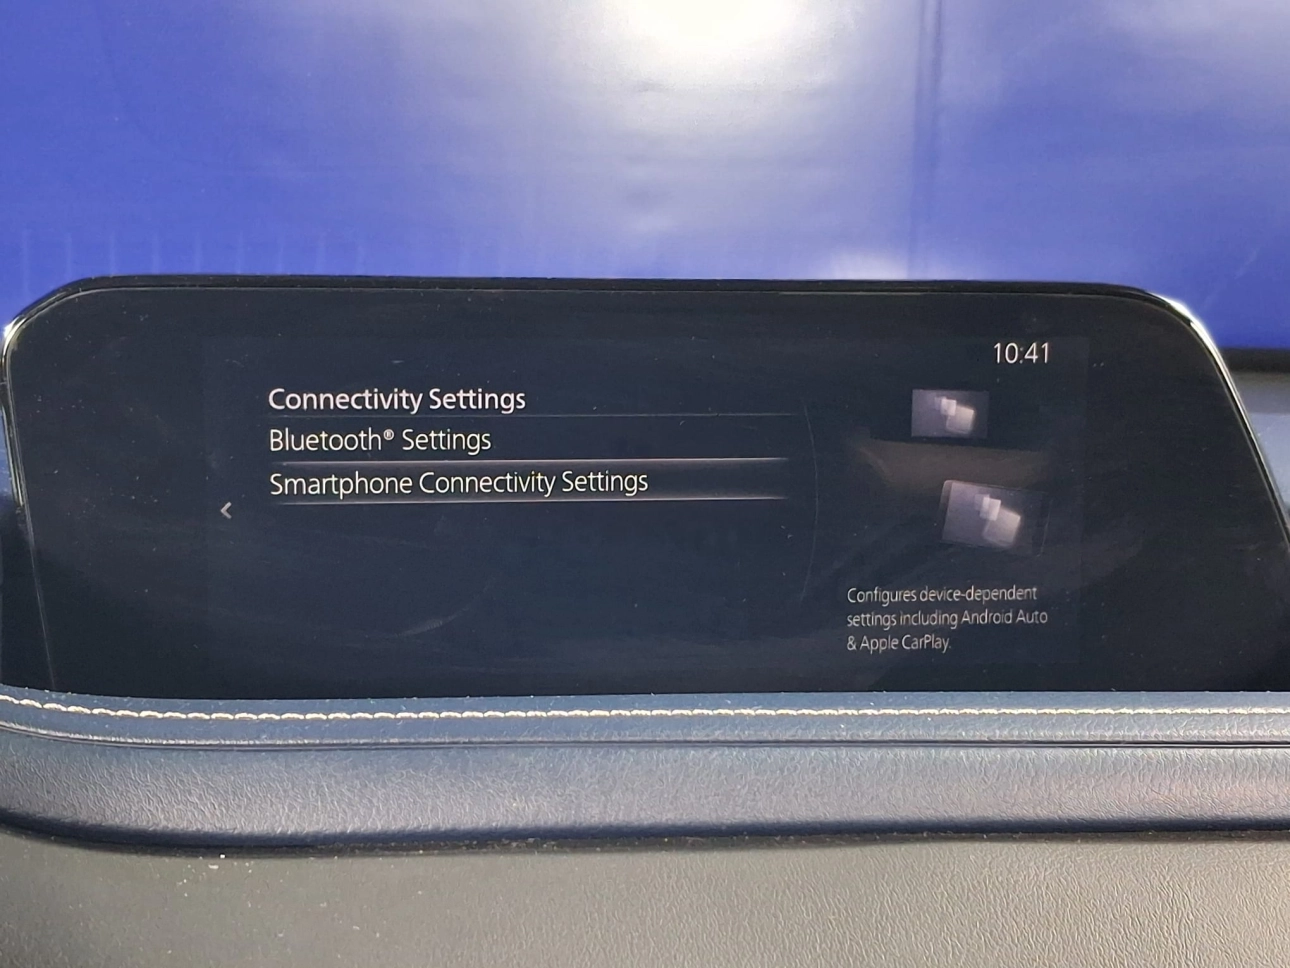 10:41
Connectivity Settings
Bluetooth® Settings
Smartphone Connectivity Settings
Configures device-dependent
settings including Android Auto
& Apple CarPlay.